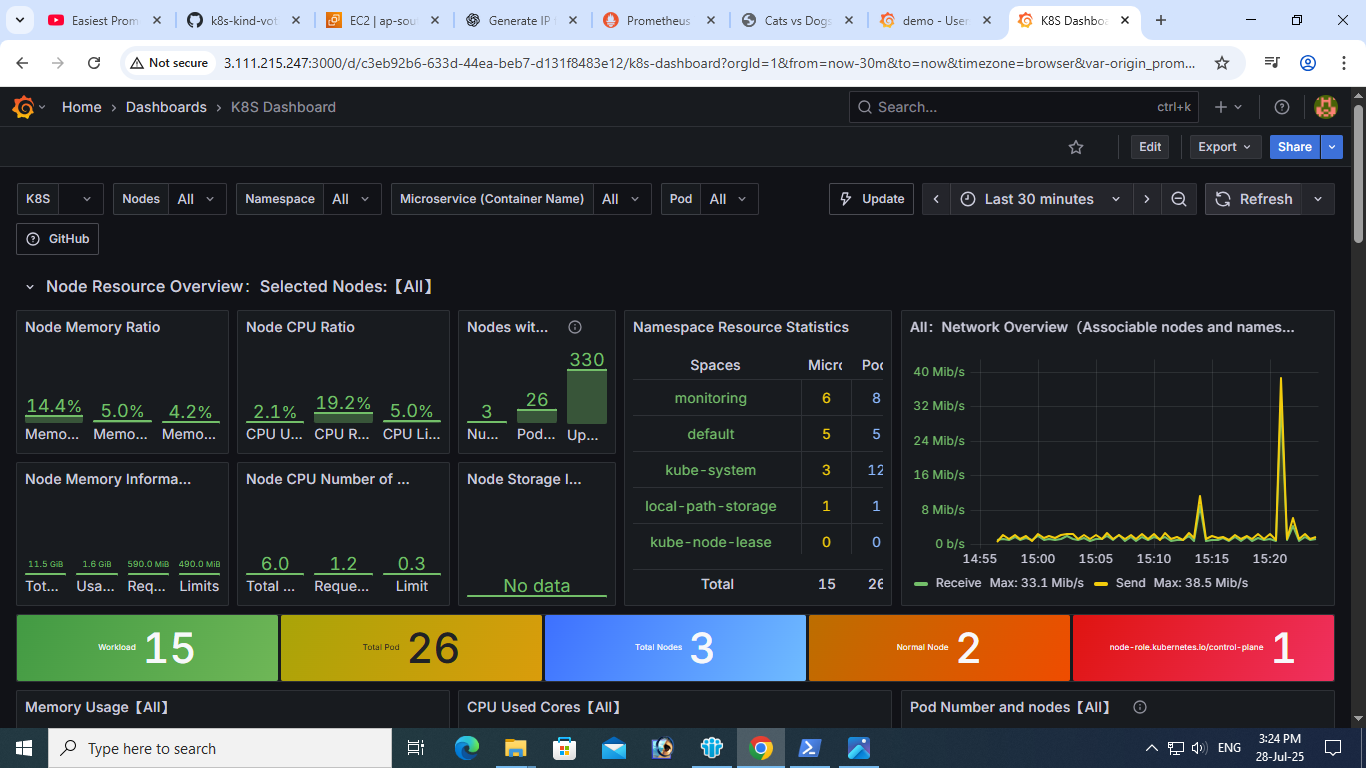 Easiest Prom
k8s-kind-vot
EC2 | ap-sou
Generate IP
Prometheus
Cats vs Dogs
demo - User
K8S Dashboa
Not secure
3.111.215.247:3000/d/c3eb92b6-633d-44ea-beb7-d131f8483e12/k8s-dashboard?orgId=1&from=now-30m&to=now&timezone=browser&var-origin_prom...
Home › Dashboards › K8S Dashboard
Search...
ctrl+k
Edit
Export
Share
K8S
Nodes All
Namespace All
Microservice (Container Name) All
Pod All
Update
Last 30 minutes
Refresh
GitHub
Node Resource Overview：Selected Nodes:【All】
Node Memory Ratio
14.4% 5.0% 4.2%
Memo... Memo... Memo...
Node CPU Ratio
2.1% 19.2% 5.0%
CPU U... CPU R... CPU Li...
Nodes wit...
3 26 330
Nu... Pod... Up...
Namespace Resource Statistics
Spaces Micro Pod
monitoring 6 8
default 5 5
kube-system 3 12
local-path-storage 1 1
kube-node-lease 0 0
Total 15 26
All：Network Overview（Associable nodes and names...
40 Mib/s
32 Mib/s
24 Mib/s
16 Mib/s
8 Mib/s
0 b/s
14:55 15:00 15:05 15:10 15:15 15:20
Receive Max: 33.1 Mib/s Send Max: 38.5 Mib/s
Node Memory Informa...
11.5 GiB 1.6 GiB 590.0 MiB 490.0 MiB
Tot... Usa... Req... Limits
Node CPU Number of ...
6.0 1.2 0.3
Total ... Reque... Limit
Node Storage I...
No data
Workload 15
Total Pod 26
Total Nodes 3
Normal Node 2
node-role.kubernetes.io/control-plane 1
Memory Usage【All】
CPU Used Cores【All】
Pod Number and nodes【All】
Type here to search
ENG
3:24 PM
28-Jul-25